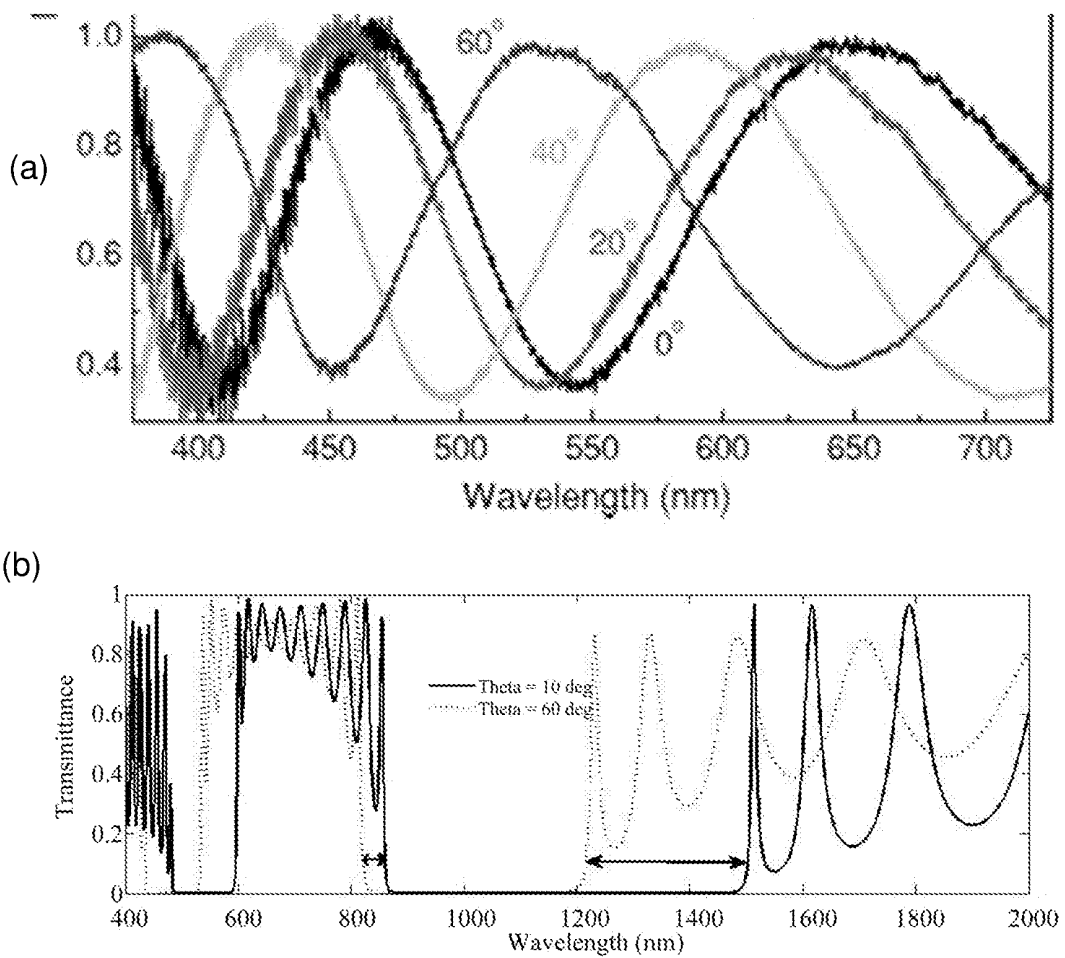 1.0
60°
0.8
40°
(a)
20°
0.6
0°
0.4
400 450 500 550 600 650 700
Wavelength (nm)
(b)
1
0.8
Theta = 10 deg
Theta = 60 deg
0.6
Transmittance
0.4
0.2
0
400 600 800 1000 1200 1400 1600 1800 2000
Wavelength (nm)